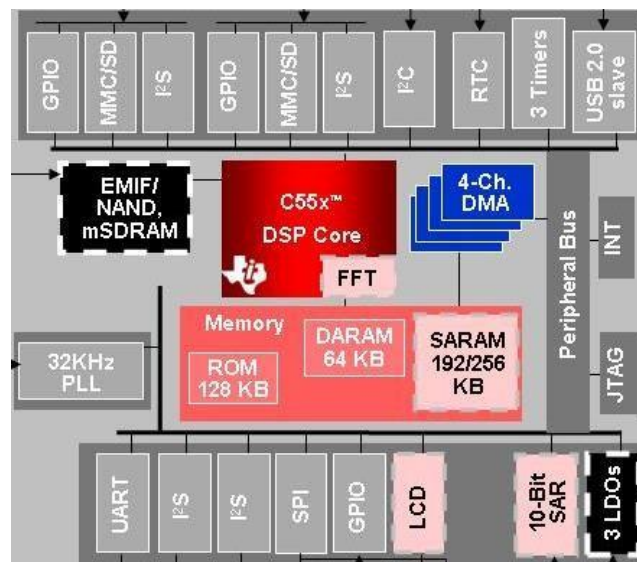 GPIO
MMC/SD
I²S
GPIO
MMC/SD
I²S
I²C
RTC
3 Timers
USB 2.0
slave
EMIF/
NAND,
mSDRAM
C55x™
DSP Core
FFT
4-Ch.
DMA
Peripheral Bus
INT
JTAG
32KHz
PLL
Memory
ROM
128 KB
DARAM
64 KB
SARAM
192/256
KB
UART
I²S
I²S
SPI
GPIO
LCD
10-Bit
SAR
3 LDOs